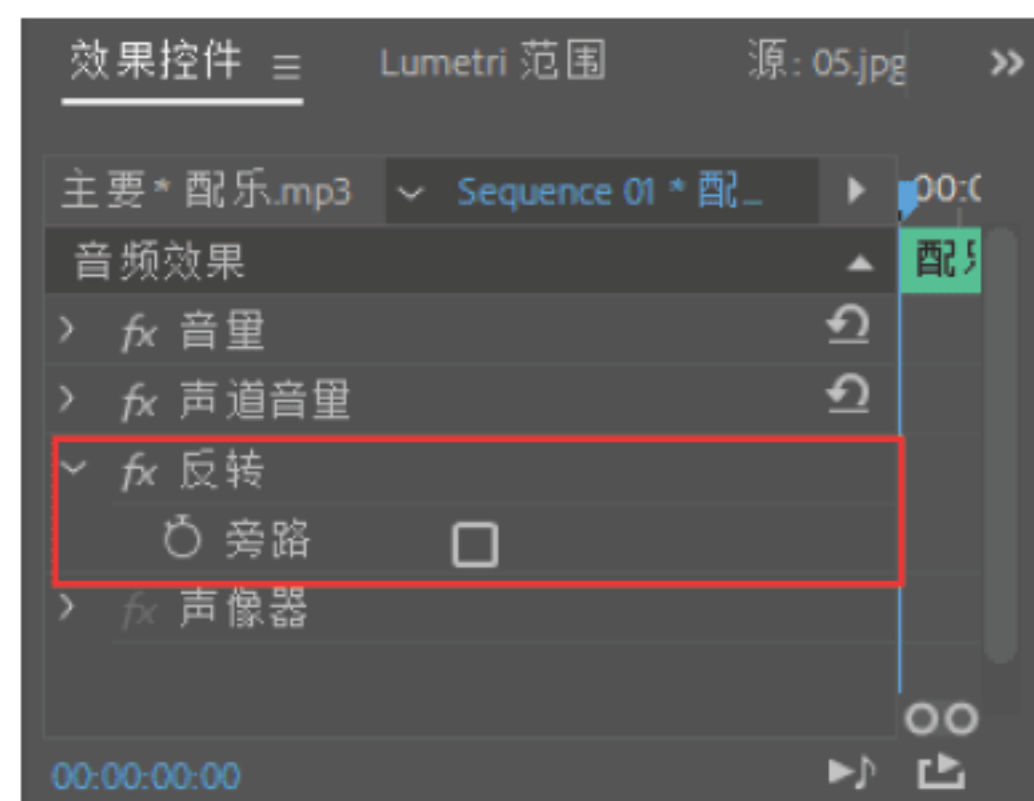 效果控件 Lumetri 范围 源: 05.jpg
主要* 配乐.mp3 Sequence 01 * 配... 00:0
音频效果 配乐
fx 音量
fx 声道音量
fx 反转
旁路
fx 声像器
00:00:00:00